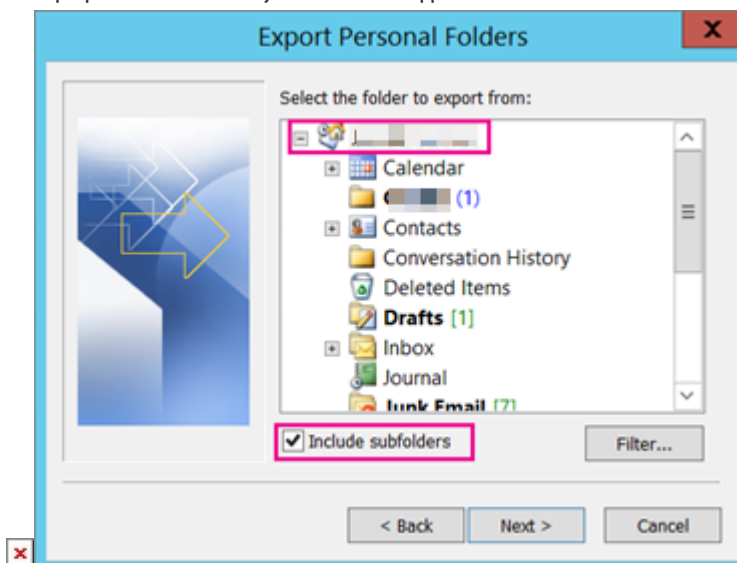 Export Personal Folders
X
Select the folder to export from:
Calendar
(1)
Contacts
Conversation History
Deleted Items
Drafts [1]
Inbox
Journal
Junk Email [7]
Include subfolders
Filter...
< Back
Next >
Cancel